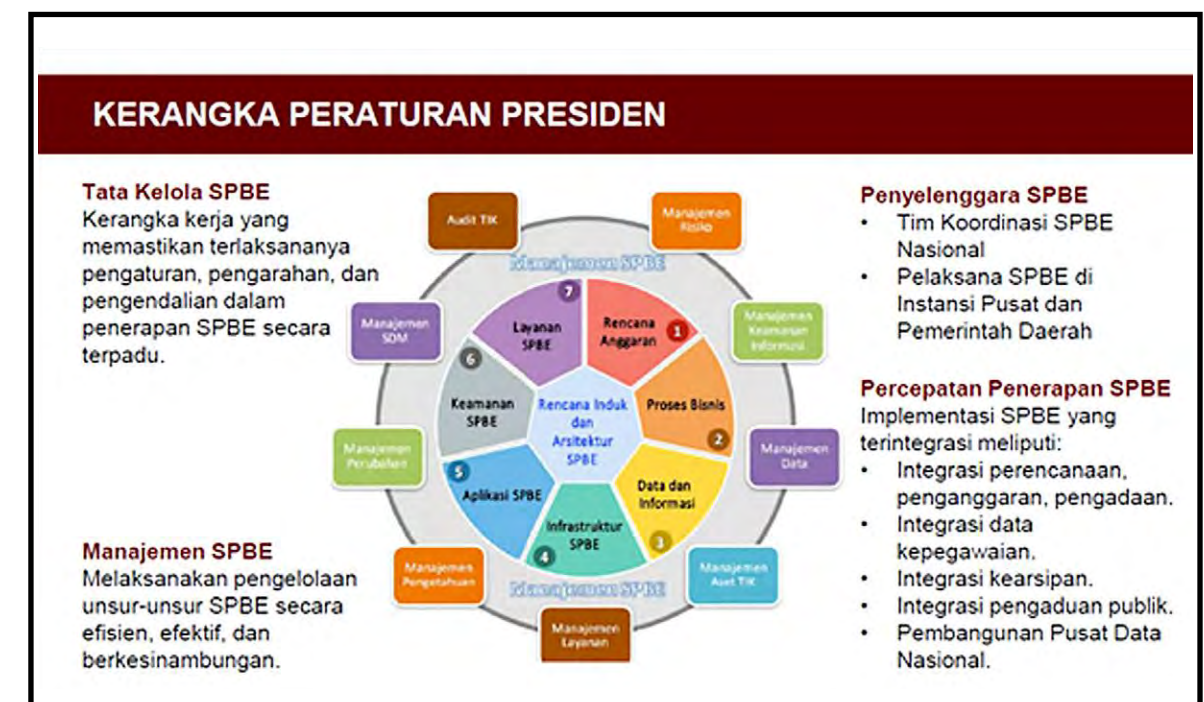 KERANGKA PERATURAN PRESIDEN
Tata Kelola SPBE
Kerangka kerja yang
memastikan terlaksananya
pengaturan, pengarahan, dan
pengendalian dalam
penerapan SPBE secara
terpadu.
Manajemen SPBE
Melaksanakan pengelolaan
unsur-unsur SPBE secara
efisien, efektif, dan
berkesinambungan.
Audit TIK
Manajemen
Risiko
Manajemen
Keamanan
Informasi
Manajemen
Data
Manajemen
Aset TIK
Manajemen
Layanan
Manajemen
Pengetahuan
Manajemen
Perubahan
Manajemen
SDM
Manajemen SPBE
Rencana
Anggaran
1
Proses Bisnis
2
Data dan
Informasi
3
Infrastruktur
SPBE
4
Aplikasi SPBE
5
Keamanan
SPBE
6
Layanan
SPBE
7
Rencana Induk
dan
Arsitektur
SPBE
Manajemen SPBE
Penyelenggara SPBE
• Tim Koordinasi SPBE
Nasional
• Pelaksana SPBE di
Instansi Pusat dan
Pemerintah Daerah
Percepatan Penerapan SPBE
Implementasi SPBE yang
terintegrasi meliputi:
• Integrasi perencanaan,
penganggaran, pengadaan.
• Integrasi data
kepegawaian.
• Integrasi kearsipan.
• Integrasi pengaduan publik.
• Pembangunan Pusat Data
Nasional.